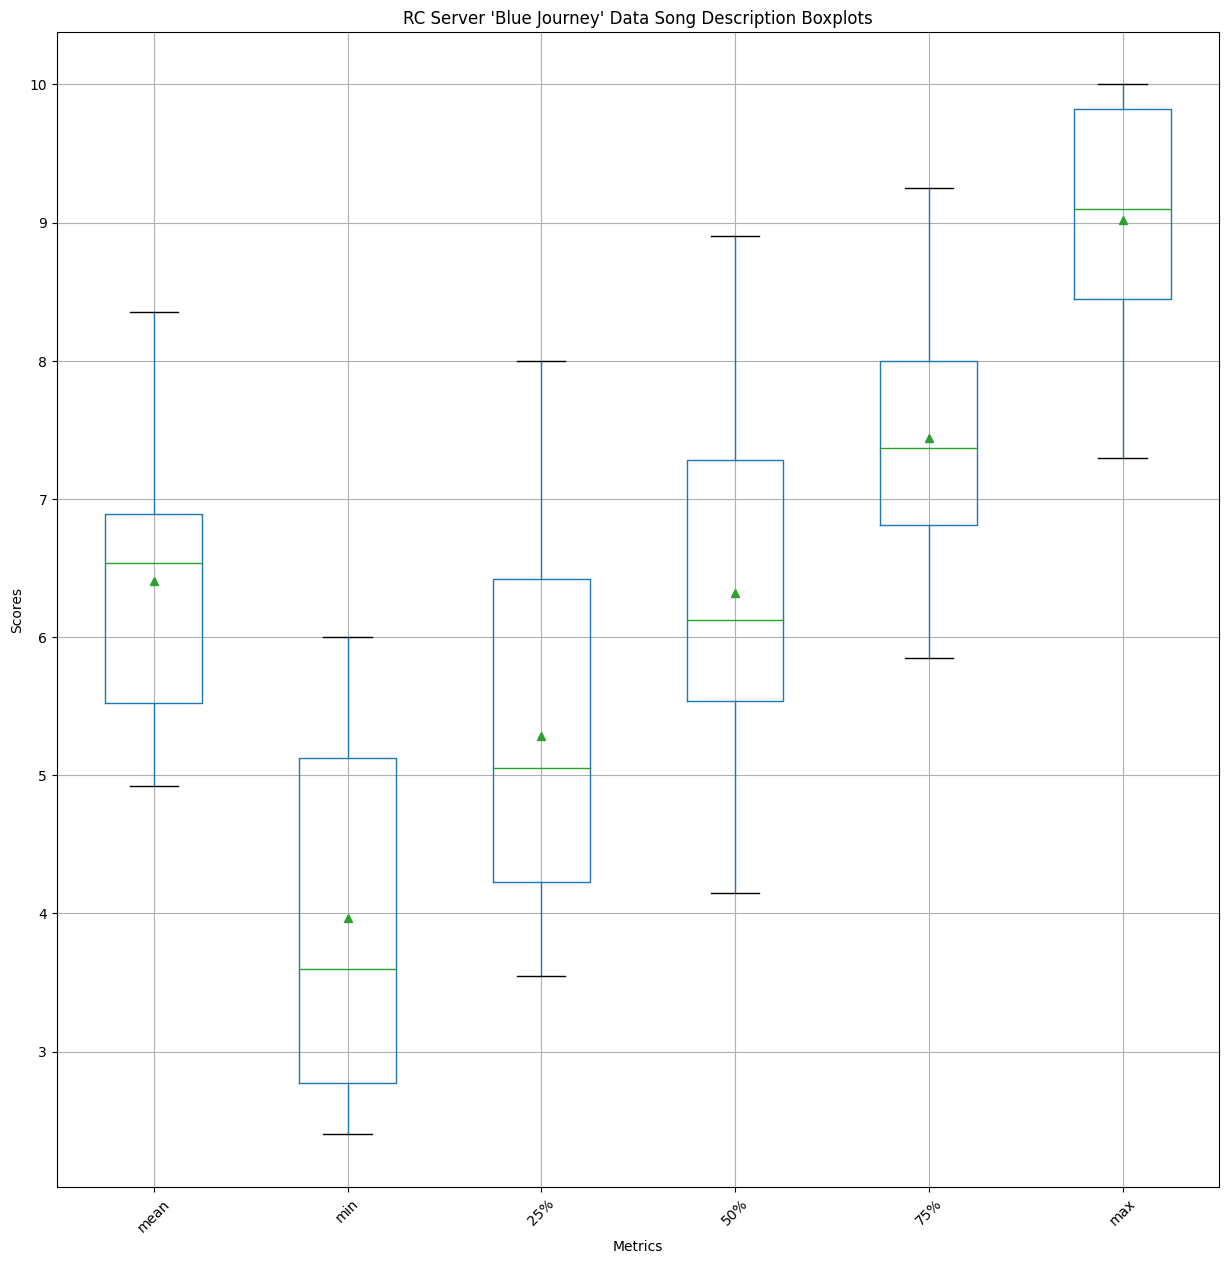 RC Server 'Blue Journey' Data Song Description Boxplots
10
9
8
7
6
5
4
3
Scores
mean
min
25%
50%
75%
max
Metrics